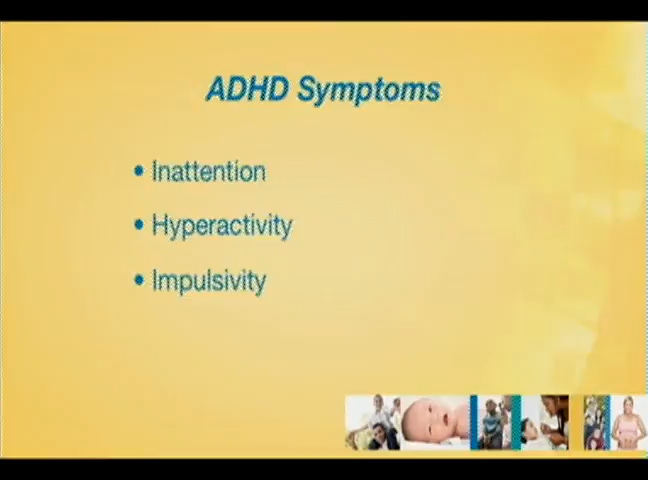 ADHD Symptoms
• Inattention
• Hyperactivity
• Impulsivity